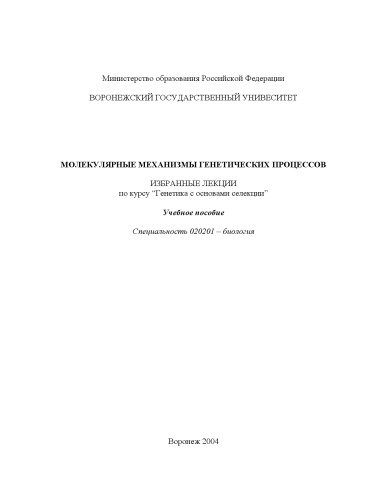 Министерство образования Российской Федерации
ВОРОНЕЖСКИЙ ГОСУДАРСТВЕННЫЙ УНИВЕСИТЕТ
МОЛЕКУЛЯРНЫЕ МЕХАНИЗМЫ ГЕНЕТИЧЕСКИХ ПРОЦЕССОВ
ИЗБРАННЫЕ ЛЕКЦИИ
по курсу “Генетика с основами селекции”
Учебное пособие
Специальность 020201 – биология
Воронеж 2004